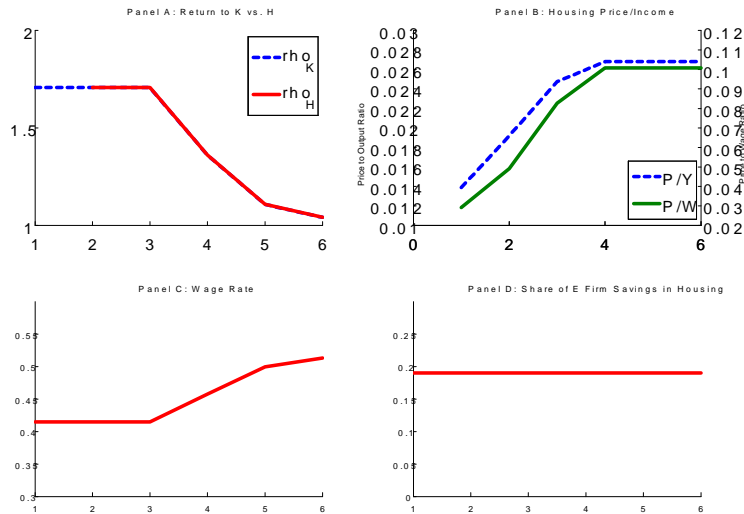 Panel A: Return to K vs. H
2
1.5
1
1 2 3 4 5 6
rho_K
rho_H
Panel B: Housing Price/Income
0.03
0.028
0.026
0.024
0.022
0.02
0.018
0.016
0.014
0.012
0.01
Price to Output Ratio
0 2 4 6
0.12
0.11
0.1
0.09
0.08
0.07
0.06
0.05
0.04
0.03
0.02
Price to Wage Ratio
P/Y
P/W
Panel C: Wage Rate
0.55
0.5
0.45
0.4
0.35
0.3
1 2 3 4 5 6
Panel D: Share of E Firm Savings in Housing
0.25
0.2
0.15
0.1
0.05
0
1 2 3 4 5 6